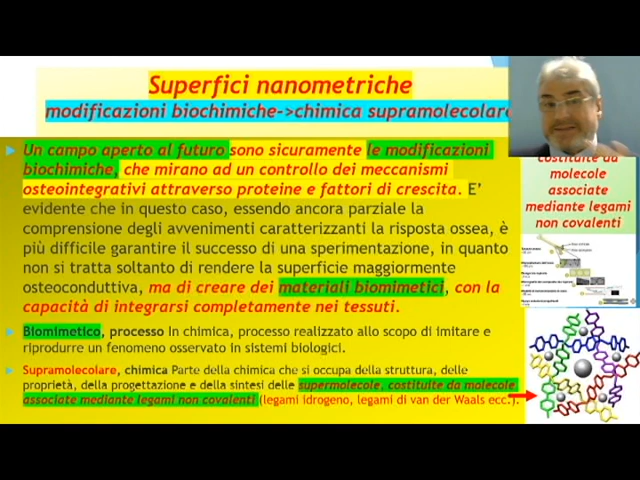 Superfici nanometriche
modificazioni biochimiche->chimica supramolecolare
Un campo aperto al futuro sono sicuramente le modificazioni
biochimiche, che mirano ad un controllo dei meccanismi
osteointegrativi attraverso proteine e fattori di crescita. E'
evidente che in questo caso, essendo ancora parziale la
comprensione degli avvenimenti caratterizzanti la risposta ossea, è
più difficile garantire il successo di una sperimentazione, in quanto
non si tratta soltanto di rendere la superficie maggiormente
osteoconduttiva, ma di creare dei materiali biomimetici, con la
capacità di integrarsi completamente nei tessuti.
Biomimetico, processo In chimica, processo realizzato allo scopo di imitare e
riprodurre un fenomeno osservato in sistemi biologici.
Supramolecolare, chimica Parte della chimica che si occupa della struttura, delle
proprietà, della progettazione e della sintesi delle supermolecole, costituite da molecole
associate mediante legami non covalenti (legami idrogeno, legami di van der Waals ecc.).
costituite da
molecole
associate
mediante legami
non covalenti